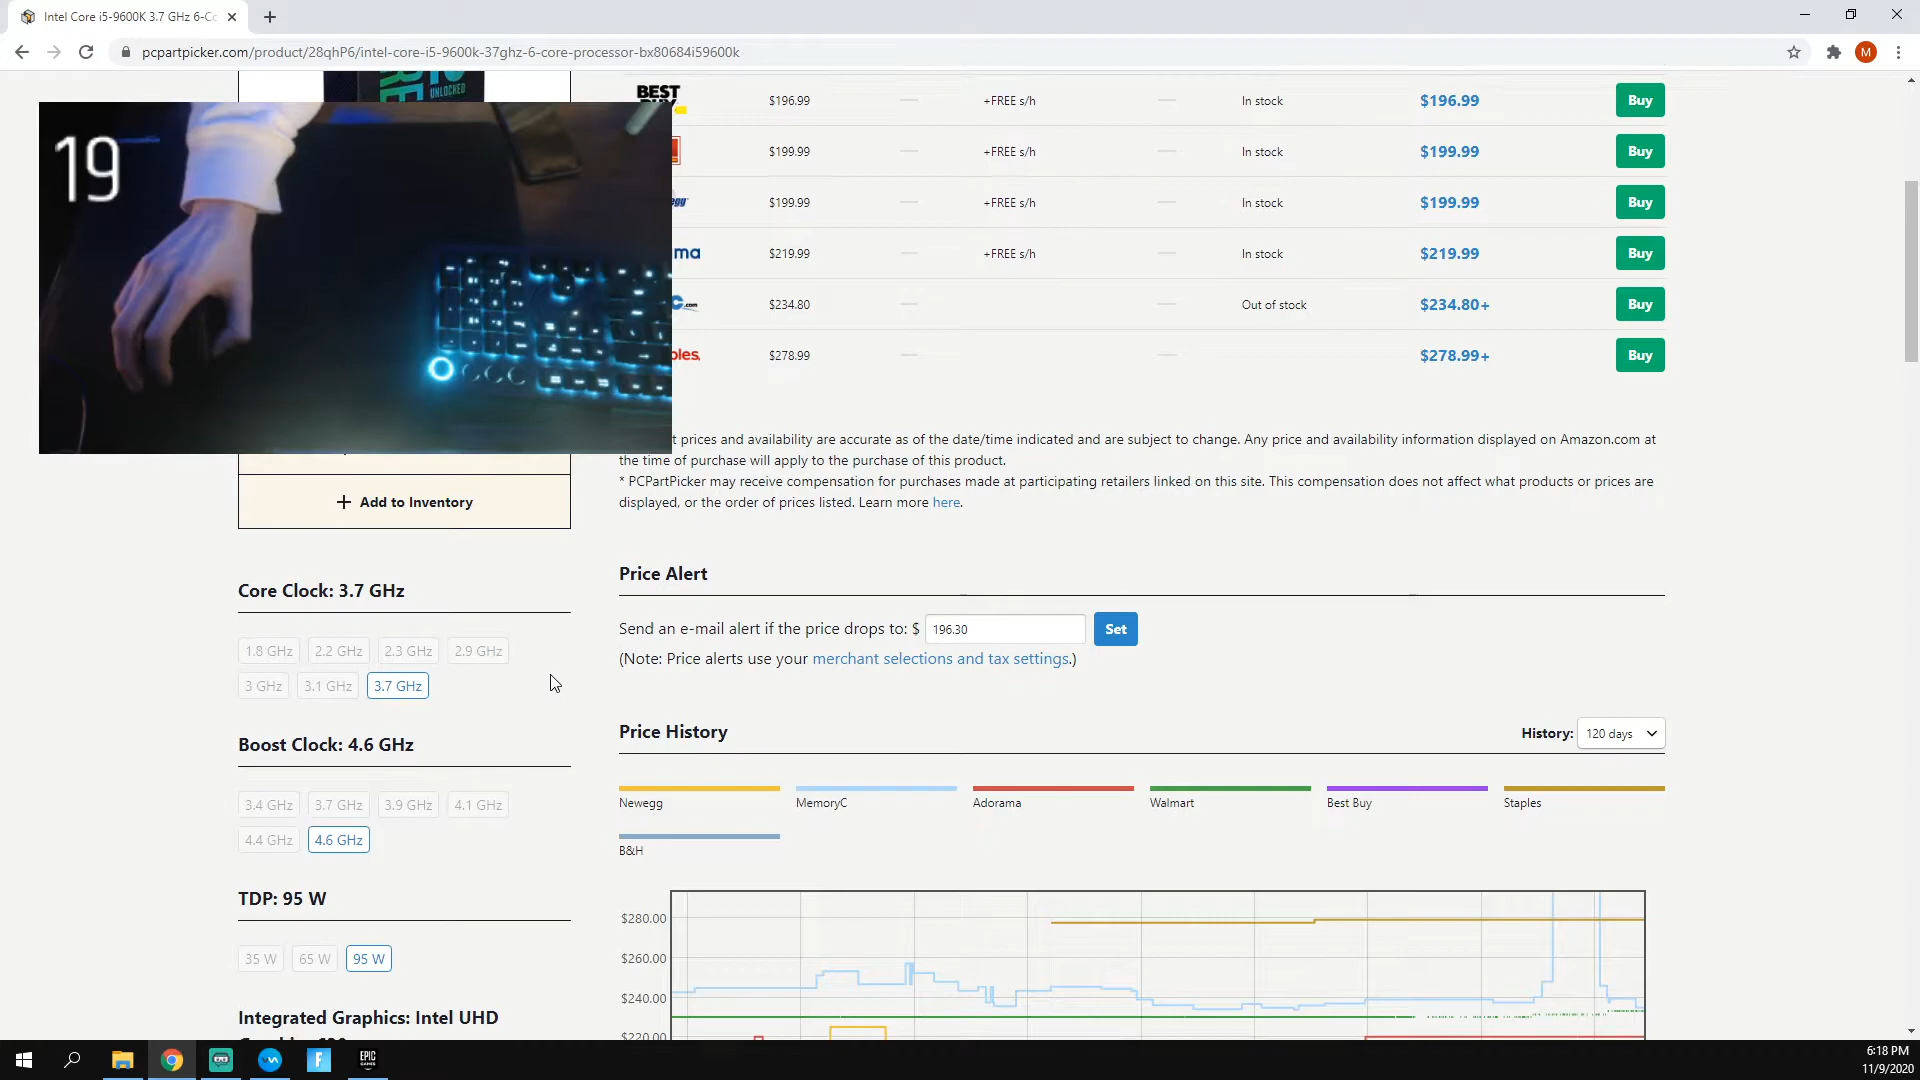 Intel Core i5-9600K 3.7 GHz 6-Co
pcpartpicker.com/product/28qhP6/intel-core-i5-9600k-37ghz-6-core-processor-bx80684i59600k
M
UNLOCKED
BEST
BUY
$196.99 +FREE s/h In stock $196.99 Buy
$199.99 +FREE s/h In stock $199.99 Buy
$199.99 +FREE s/h In stock $199.99 Buy
ma $219.99 +FREE s/h In stock $219.99 Buy
C.com $234.80 Out of stock $234.80+ Buy
ples. $278.99 $278.99+ Buy
19
t prices and availability are accurate as of the date/time indicated and are subject to change. Any price and availability information displayed on Amazon.com at
the time of purchase will apply to the purchase of this product.
* PCPartPicker may receive compensation for purchases made at participating retailers linked on this site. This compensation does not affect what products or prices are
displayed, or the order of prices listed. Learn more here.
+ Add to Inventory
Core Clock: 3.7 GHz
1.8 GHz 2.2 GHz 2.3 GHz 2.9 GHz
3 GHz 3.1 GHz 3.7 GHz
Boost Clock: 4.6 GHz
3.4 GHz 3.7 GHz 3.9 GHz 4.1 GHz
4.4 GHz 4.6 GHz
TDP: 95 W
35 W 65 W 95 W
Integrated Graphics: Intel UHD
Price Alert
Send an e-mail alert if the price drops to: $ 196.30 Set
(Note: Price alerts use your merchant selections and tax settings.)
Price History
History: 120 days
Newegg MemoryC Adorama Walmart Best Buy Staples
B&H
$280.00
$260.00
$240.00
$220.00
EPIC
GAMES
6:18 PM
11/9/2020